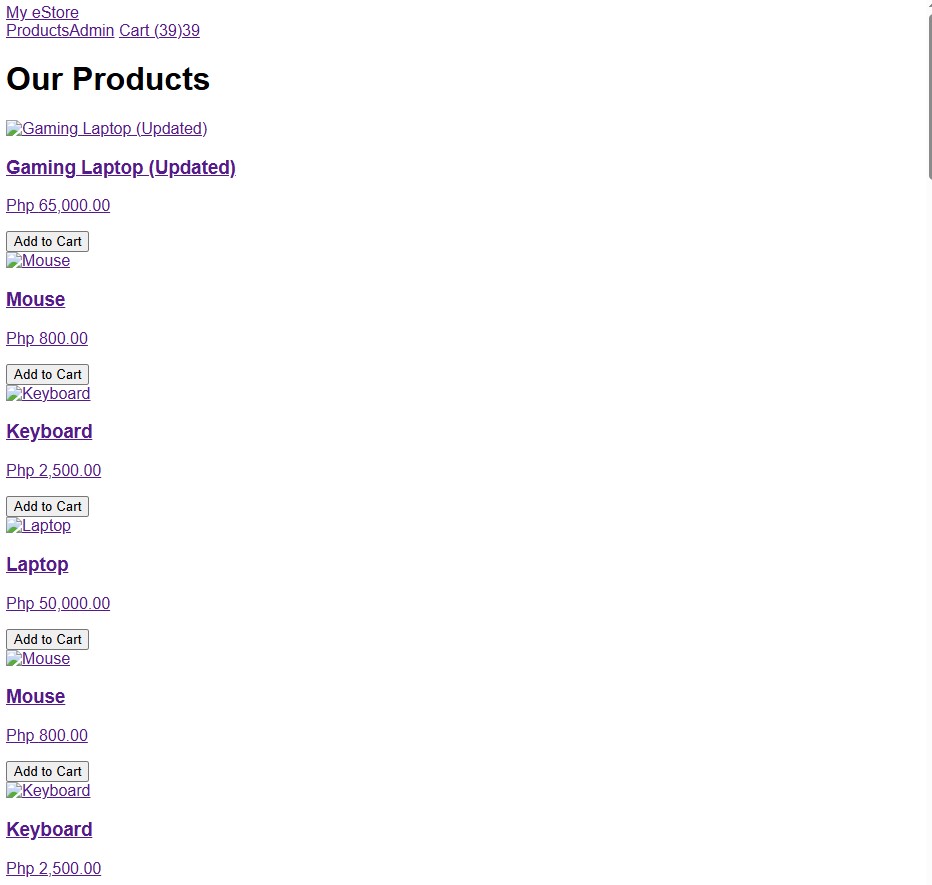 My eStore
ProductsAdmin Cart (39)39
Our Products
Gaming Laptop (Updated)
Gaming Laptop (Updated)
Php 65,000.00
Add to Cart
Mouse
Mouse
Php 800.00
Add to Cart
Keyboard
Keyboard
Php 2,500.00
Add to Cart
Laptop
Laptop
Php 50,000.00
Add to Cart
Mouse
Mouse
Php 800.00
Add to Cart
Keyboard
Keyboard
Php 2,500.00